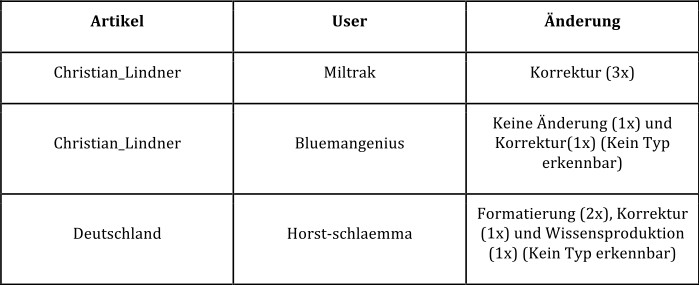 Artikel User Änderung
Christian_Lindner Miltrak Korrektur (3x)
Christian_Lindner Bluemangenius Keine Änderung (1x) und
Korrektur(1x) (Kein Typ
erkennbar)
Deutschland Horst-schlaemma Formatierung (2x), Korrektur
(1x) und Wissensproduktion
(1x) (Kein Typ erkennbar)